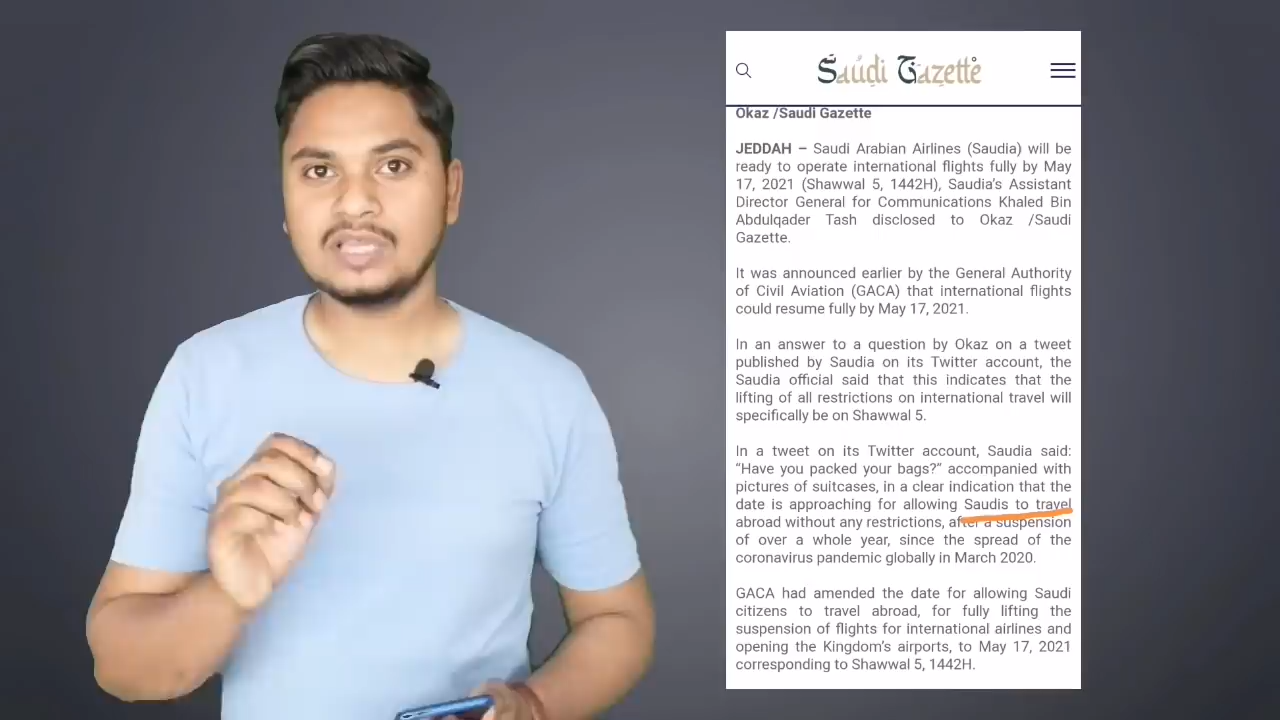 Saudi Gazette
Okaz /Saudi Gazette
JEDDAH – Saudi Arabian Airlines (Saudia) will be
ready to operate international flights fully by May
17, 2021 (Shawwal 5, 1442H), Saudia’s Assistant
Director General for Communications Khaled Bin
Abdulqader Tash disclosed to Okaz /Saudi
Gazette.
It was announced earlier by the General Authority
of Civil Aviation (GACA) that international flights
could resume fully by May 17, 2021.
In an answer to a question by Okaz on a tweet
published by Saudia on its Twitter account, the
Saudia official said that this indicates that the
lifting of all restrictions on international travel will
specifically be on Shawwal 5.
In a tweet on its Twitter account, Saudia said:
“Have you packed your bags?” accompanied with
pictures of suitcases, in a clear indication that the
date is approaching for allowing Saudis to travel
abroad without any restrictions, after a suspension
of over a whole year, since the spread of the
coronavirus pandemic globally in March 2020.
GACA had amended the date for allowing Saudi
citizens to travel abroad, for fully lifting the
suspension of flights for international airlines and
opening the Kingdom’s airports, to May 17, 2021
corresponding to Shawwal 5, 1442H.